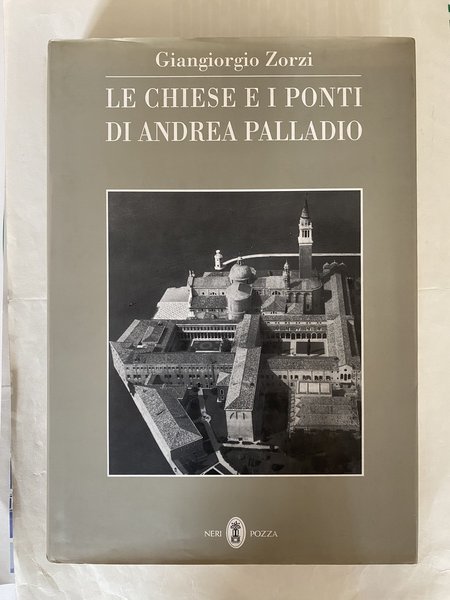 Giangiorgio Zorzi
LE CHIESE E I PONTI
DI ANDREA PALLADIO
NERI POZZA